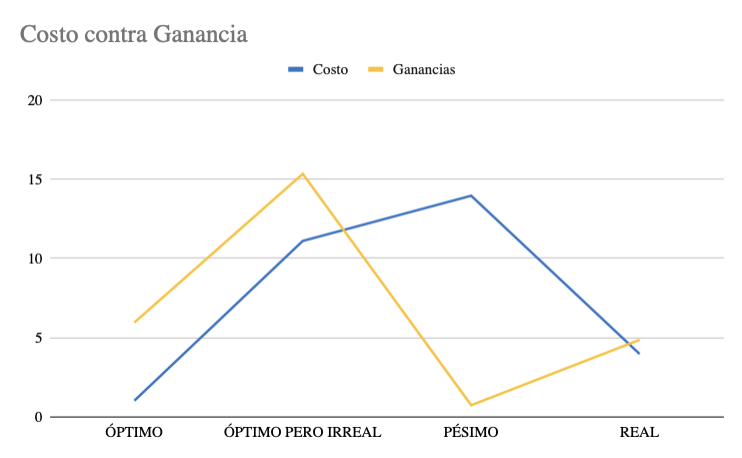 Costo contra Ganancia
Costo Ganancias
20
15
10
5
0
ÓPTIMO ÓPTIMO PERO IRREAL PÉSIMO REAL